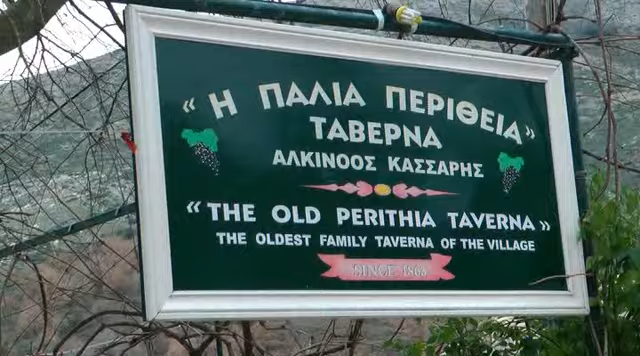 «Η ΠΑΛΙΑ ΠΕΡΙΘΕΙΑ»
ΤΑΒΕΡΝΑ
ΑΛΚΙΝΟΟΣ ΚΑΣΣΑΡΗΣ
«THE OLD PERITHIA TAVERNA»
THE OLDEST FAMILY TAVERNA OF THE VILLAGE
SINCE 1863